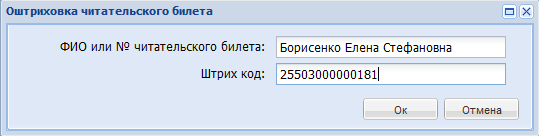 Оштриховка читательского билета
ФИО или № читательского билета: Борисенко Елена Стефановна
Штрих код: 25503000000181
Ок Отмена